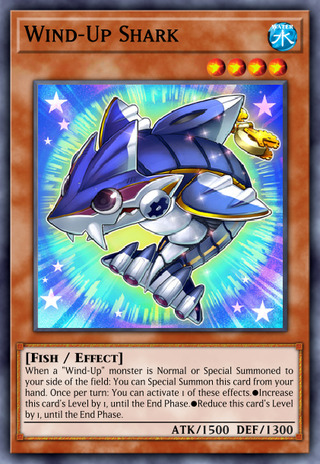 Wind-Up Shark
WATER
水
[Fish / Effect]
When a "Wind-Up" monster is Normal or Special Summoned to
your side of the field: You can Special Summon this card from your
hand. Once per turn: You can activate 1 of these effects.●Increase
this card's Level by 1, until the End Phase.●Reduce this card's Level
by 1, until the End Phase.
ATK/1500 DEF/1300